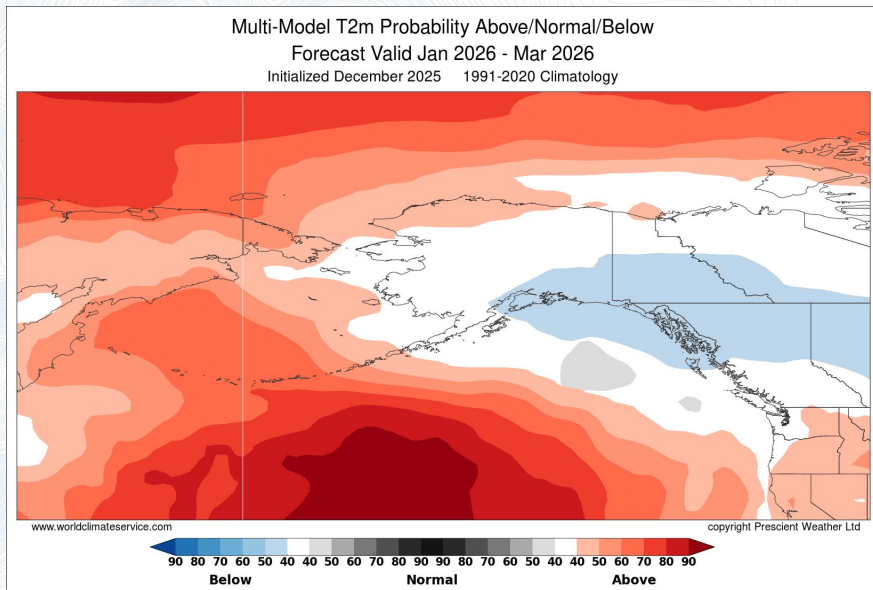 Multi-Model T2m Probability Above/Normal/Below
Forecast Valid Jan 2026 - Mar 2026
Initialized December 2025 1991-2020 Climatology
www.worldclimateservice.com copyright Prescient Weather Ltd
90 80 70 60 50 40 40 50 60 70 80 90 90 80 70 60 50 40 40 50 60 70 80 90
Below Normal Above